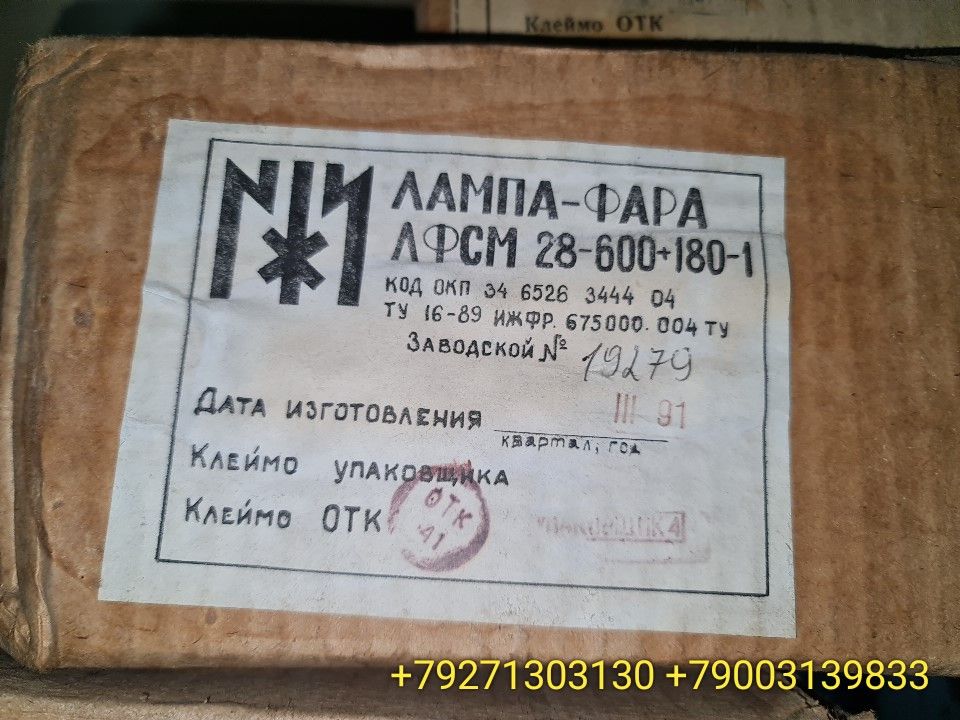 Клеймо ОТК
ЛАМПА-ФАРА
ЛФСМ 28-600+180-1
КОД ОКП 34 6526 3444 04
ТУ 16-89 ИЖФР. 675000. 004 ТУ
ЗАВОДСКОЙ № 19279
ДАТА ИЗГОТОВЛЕНИЯ III 91
квартал, год
КЛЕЙМО УПАКОВЩИКА
КЛЕЙМО ОТК
ОТК
41
УПАКОВЩИК 4
+79271303130 +79003139833